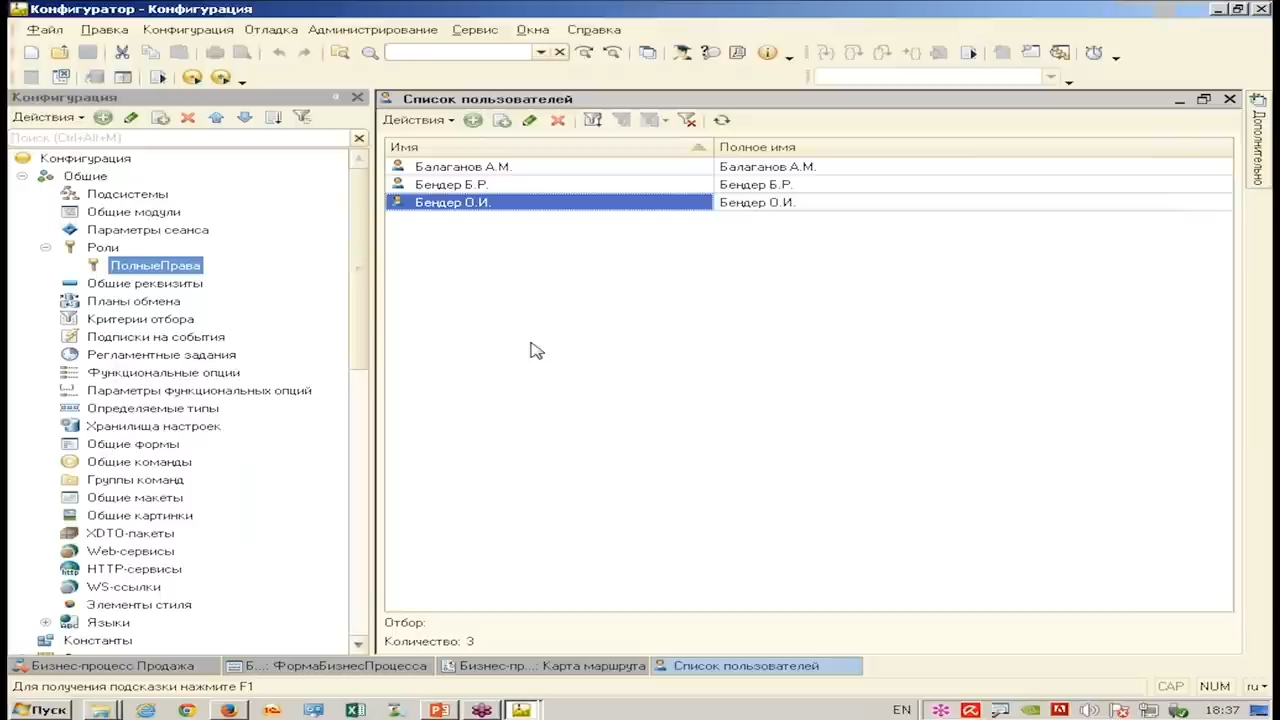 Конфигуратор - Конфигурация
Файл Правка Конфигурация Отладка Администрирование Сервис Окна Справка
Конфигурация
Действия
Поиск (Ctrl+Alt+M)
Конфигурация
Общие
Подсистемы
Общие модули
Параметры сеанса
Роли
ПолныеПрава
Общие реквизиты
Планы обмена
Критерии отбора
Подписки на события
Регламентные задания
Функциональные опции
Параметры функциональных опций
Определяемые типы
Хранилища настроек
Общие формы
Общие команды
Группы команд
Общие макеты
Общие картинки
XDTO-пакеты
Web-сервисы
HTTP-сервисы
WS-ссылки
Элементы стиля
Языки
Константы
Список пользователей
Действия
Имя Полное имя
Балаганов А.М. Балаганов А.М.
Бендер Б.Р. Бендер Б.Р.
Бендер О.И. Бендер О.И.
Отбор:
Количество: 3
Дополнительно
Бизнес-процесс Продажа Б...: ФормаБизнесПроцесса Бизнес-пр...: Карта маршрута Список пользователей
Для получения подсказки нажмите F1 CAP NUM ru
Пуск EN 18:37